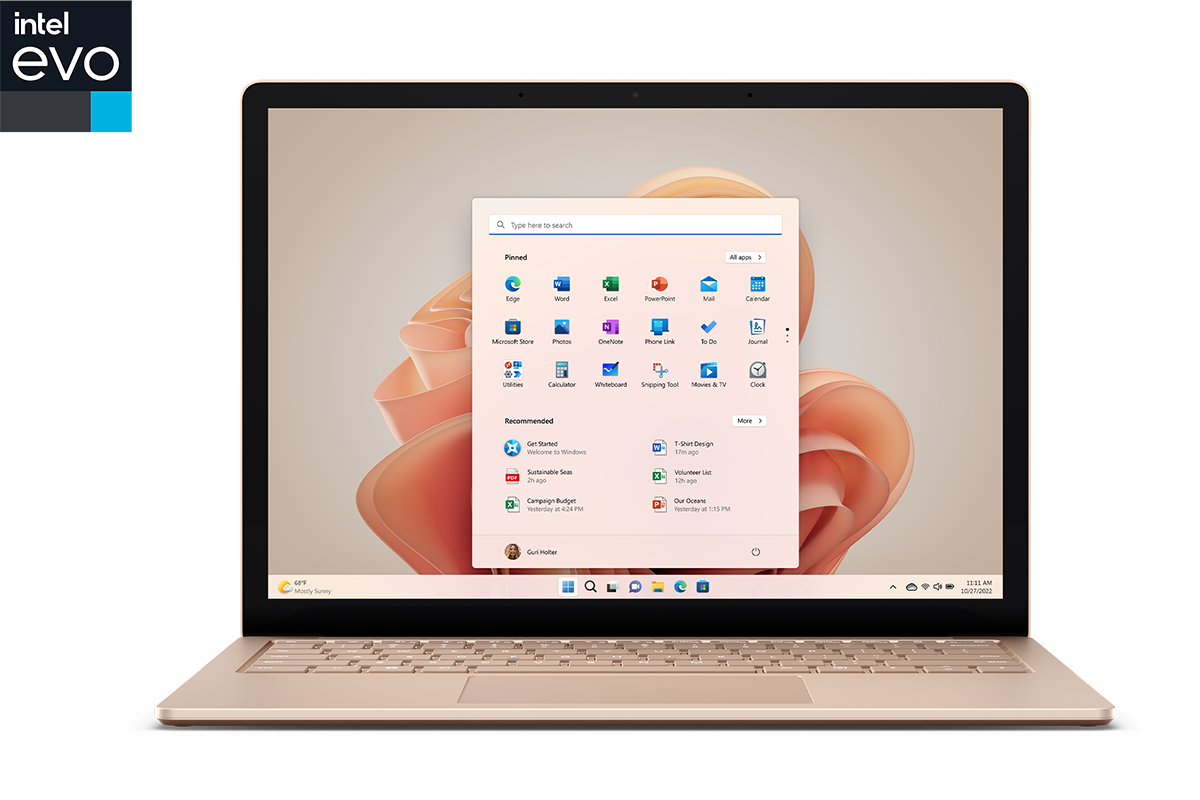 intel
evo
Type here to search
Pinned
All apps >
Edge Word Excel PowerPoint Mail Calendar
Microsoft Store Photos OneNote Phone Link To Do Journal
Utilities Calculator Whiteboard Snipping Tool Movies & TV Clock
Recommended
More >
Get Started
Welcome to Windows
T-Shirt Design
17m ago
Sustainable Seas
2h ago
Volunteer List
12h ago
Campaign Budget
Yesterday at 4:24 PM
Our Oceans
Yesterday at 1:15 PM
Guri Holter
68°F
Mostly Sunny
11:11 AM
10/27/2022